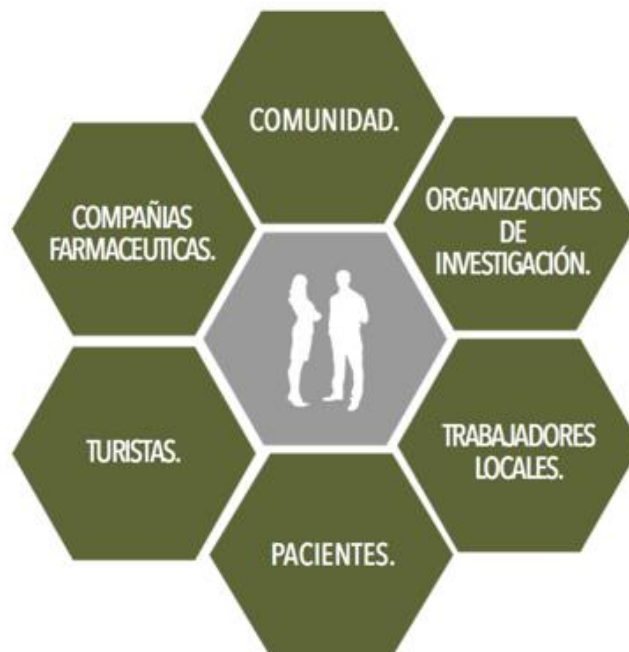 COMUNIDAD.
ORGANIZACIONES
DE
INVESTIGACIÓN.
TRABAJADORES
LOCALES.
PACIENTES.
TURISTAS.
COMPAÑIAS
FARMACEUTICAS.